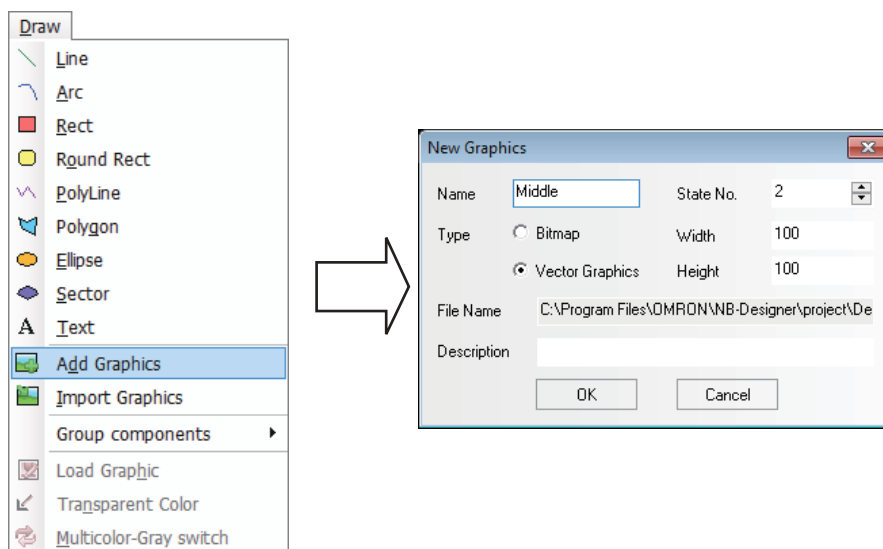 Draw
Line
Arc
Rect
Round Rect
PolyLine
Polygon
Ellipse
Sector
A Text
Add Graphics
Import Graphics
Group components
Load Graphic
Transparent Color
Multicolor-Gray switch
New Graphics
Name Middle State No. 2
Type Bitmap Width 100
Vector Graphics Height 100
File Name C:\Program Files\OMRON\NB-Designer\project\De
Description
OK Cancel